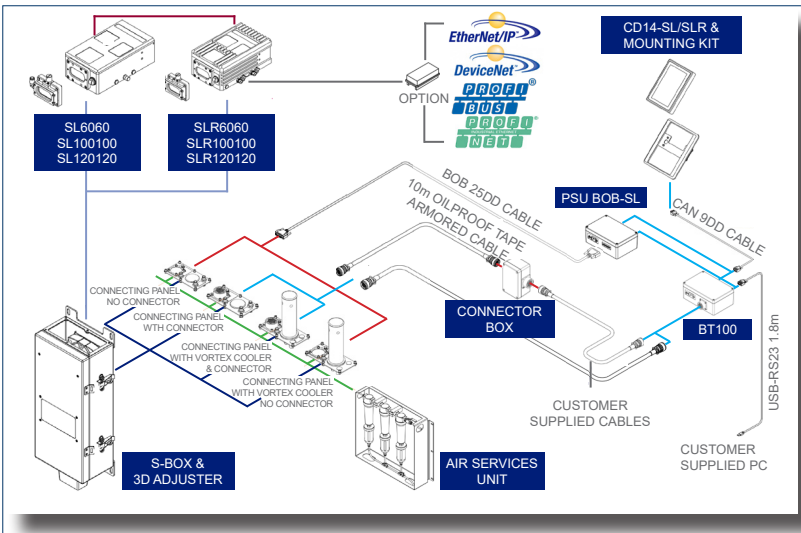 EtherNet/IP
DeviceNet
PROFI
BUS
PROFI
INDUSTRIAL ETHERNET
NET
OPTION
CD14-SL/SLR &
MOUNTING KIT
SL6060
SL100100
SL120120
SLR6060
SLR100100
SLR120120
BOB 25DD CABLE
10m OILPROOF TAPE
ARMORED CABLE
PSU BOB-SL
CAN 9DD CABLE
CONNECTING PANEL
NO CONNECTOR
CONNECTING PANEL
WTH CONNECTOR
CONNECTING PANEL
WITH VORTEX COOLER
& CONNECTOR
CONNECTING PANEL
WITH VORTEX COOLER
NO CONNECTOR
CONNECTOR
BOX
BT100
USB-RS23 1.8m
CUSTOMER
SUPPLIED CABLES
CUSTOMER
SUPPLIED PC
S-BOX &
3D ADJUSTER
AIR SERVICES
UNIT